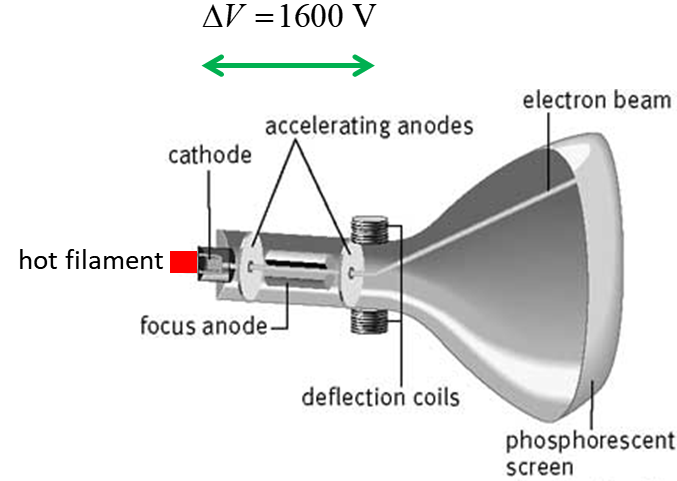 ΔV = 1600 V
electron beam
accelerating anodes
cathode
hot filament
focus anode
deflection coils
phosphorescent
screen